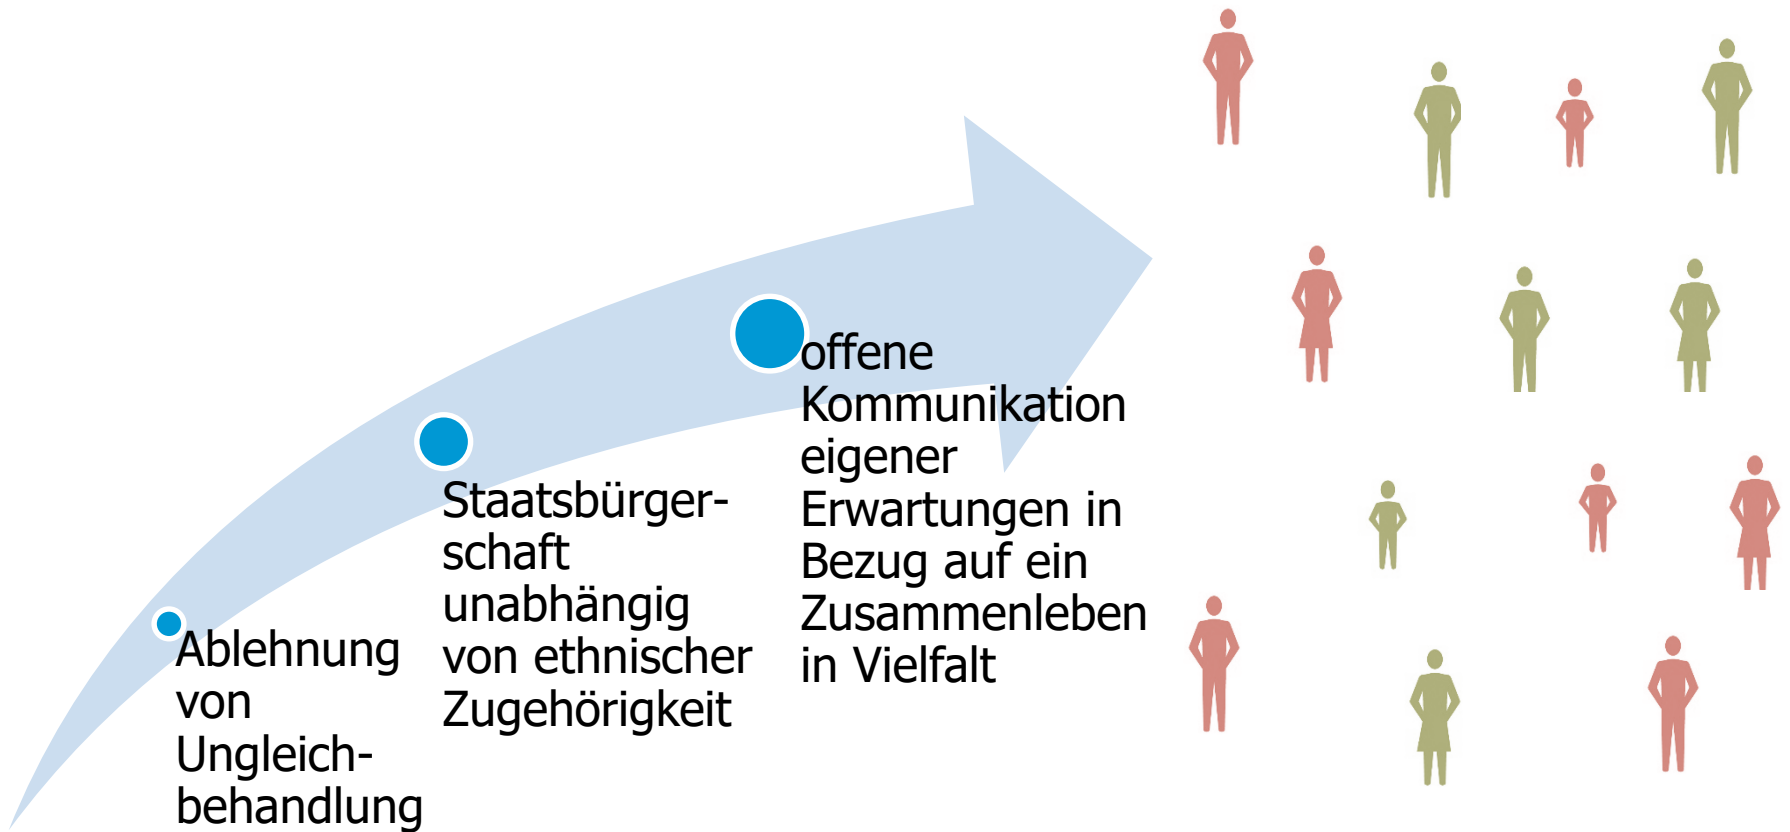 Ablehnung
von
Ungleich-
behandlung
Staatsbürger-
schaft
unabhängig
von ethnischer
Zugehörigkeit
offene
Kommunikation
eigener
Erwartungen in
Bezug auf ein
Zusammenleben
in Vielfalt